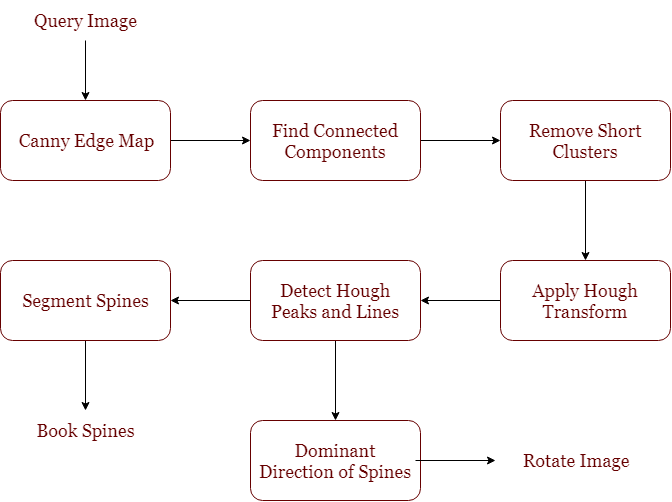 Query Image
Canny Edge Map
Find Connected
Components
Remove Short
Clusters
Apply Hough
Transform
Detect Hough
Peaks and Lines
Segment Spines
Book Spines
Dominant
Direction of Spines
Rotate Image